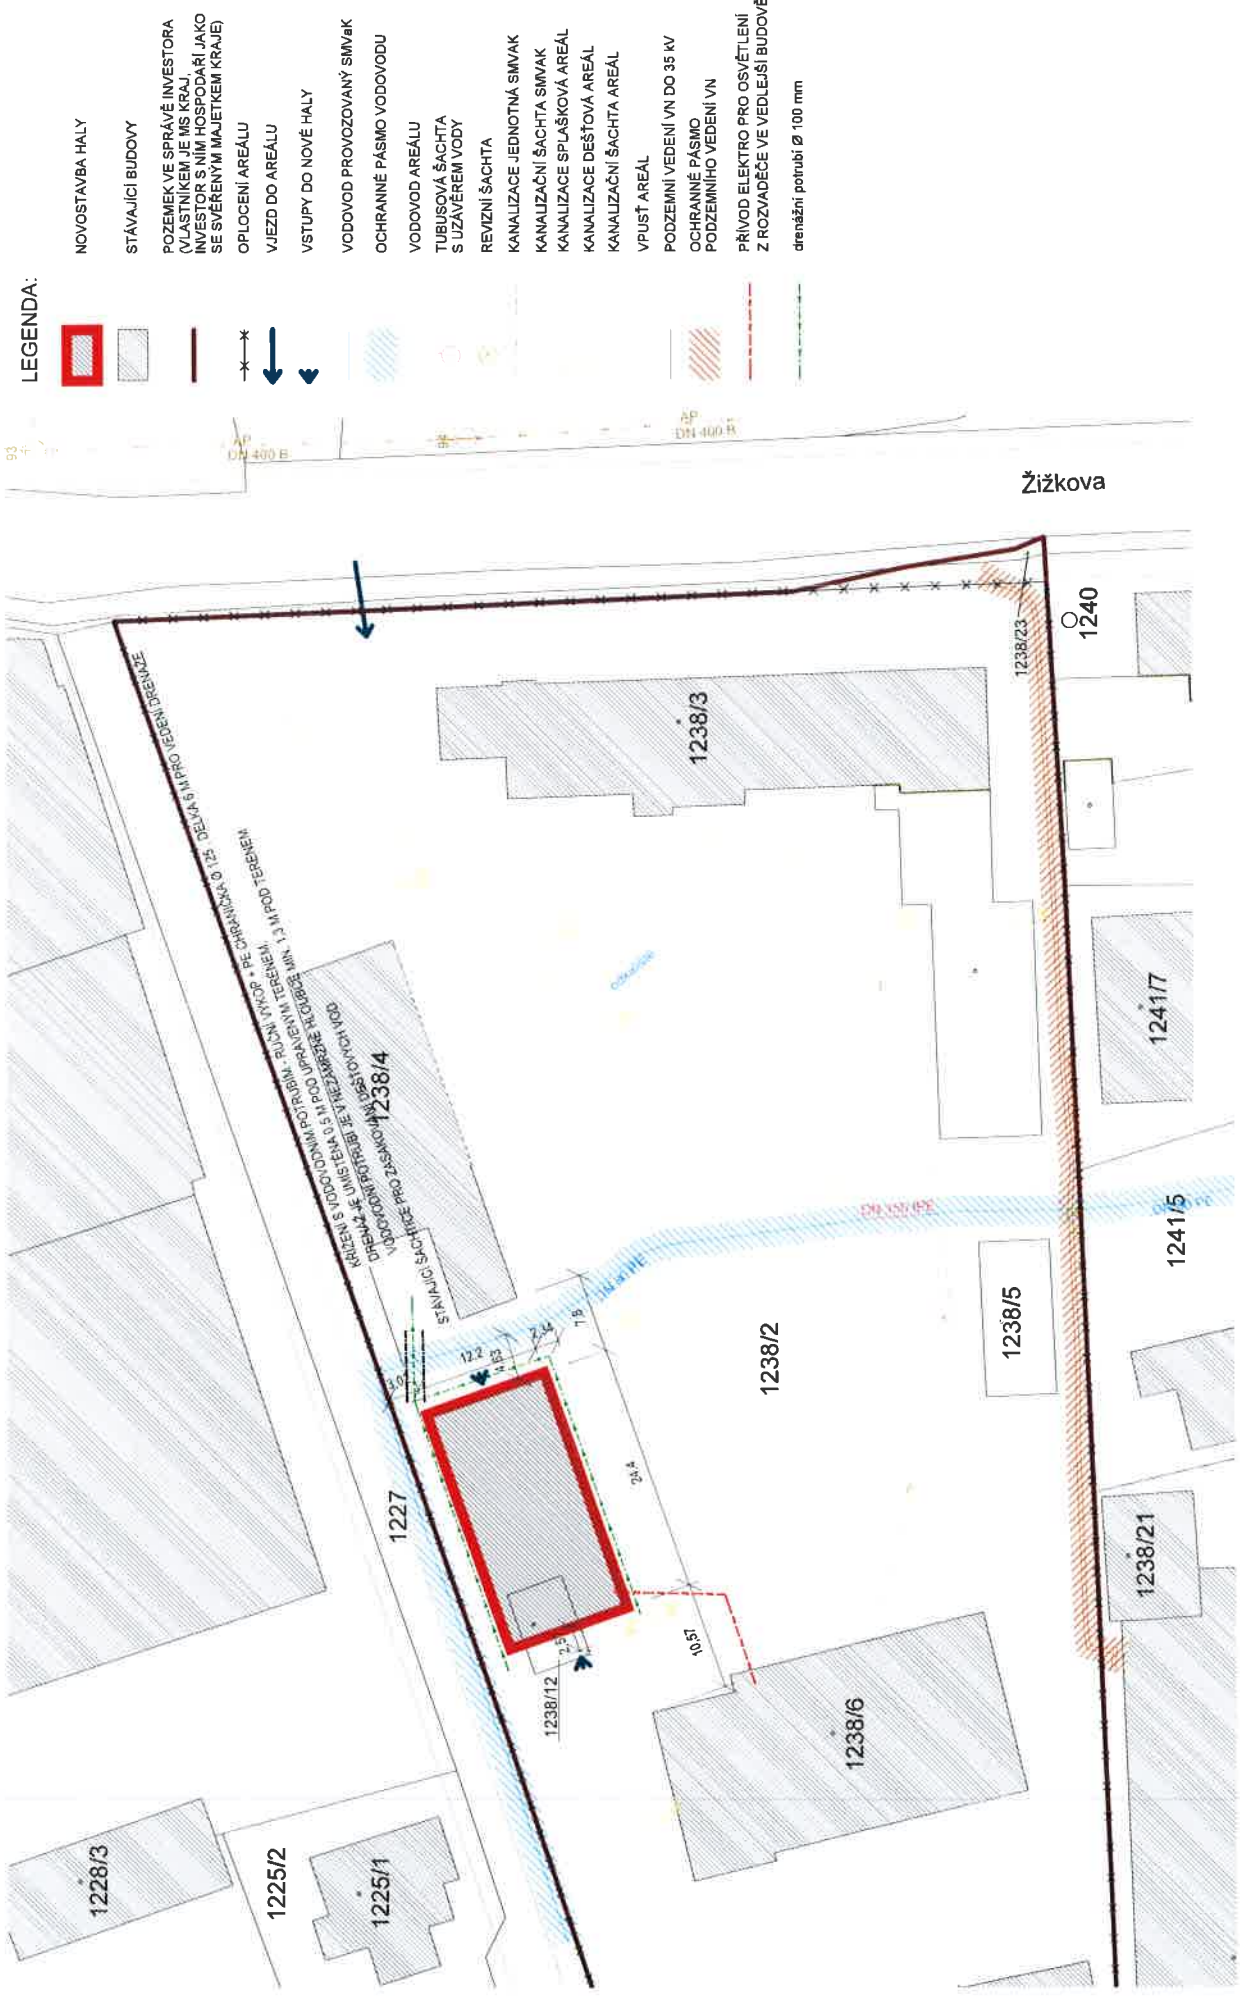 LEGENDA:
NOVOSTAVBA HALY
STÁVAJÍCÍ BUDOVY
POZEMEK VE SPRÁVĚ INVESTORA
(VLASTNÍKEM JE MS KRAJ,
INVESTOR S NÍM HOSPODAŘÍ JAKO
SE SVĚŘENÝM MAJETKEM KRAJE)
OPLOCENÍ AREÁLU
VJEZD DO AREÁLU
VSTUPY DO NOVÉ HALY
VODOVOD PROVOZOVANÝ SMVaK
OCHRANNÉ PÁSMO VODOVODU
VODOVOD AREÁLU
TUBUSOVÁ ŠACHTA
S UZÁVĚREM VODY
REVIZNÍ ŠACHTA
KANALIZACE JEDNOTNÁ SMVAK
KANALIZAČNÍ ŠACHTA SMVAK
KANALIZACE SPLAŠKOVÁ AREÁL
KANALIZACE DEŠŤOVÁ AREÁL
KANALIZAČNÍ ŠACHTA AREÁL
VPUSŤ AREÁL
PODZEMNÍ VEDENÍ VN DO 35 kV
OCHRANNÉ PÁSMO
PODZEMNÍHO VEDENÍ VN
PŘÍVOD ELEKTRO PRO OSVĚTLENÍ
Z ROZVADĚČE VE VEDLEJŠÍ BUDOVĚ
drenážní potrubí Ø 100 mm
93
AP
DN 400 B
AP
DN 400 B
Žižkova
KŘÍŽENÍ S VODOVODNÍM POTRUBÍM - RUČNÍ VÝKOP + PE CHRÁNIČKA Ø 125, DÉLKA 6 M PRO VEDENÍ DRENÁŽE
DRENÁŽ JE UMÍSTĚNA 0,5 M POD UPRAVENÝM TERÉNEM,
VODOVODNÍ POTRUBÍ JE V NEZÁMRZNÉ HLOUBCE MIN. 1,3 M POD TERÉNEM
STÁVAJÍCÍ ŠACHTICE PRO ZASAKOVÁNÍ DEŠŤOVÝCH VOD
1238/3
1238/23
1240
1238/4
1241/7
DN 350/IPE
1241/5
1238/5
1238/2
12.2
4.63
2.34
7.8
24.4
10.57
1227
1238/12
1238/21
1238/6
1228/3
1225/2
1225/1